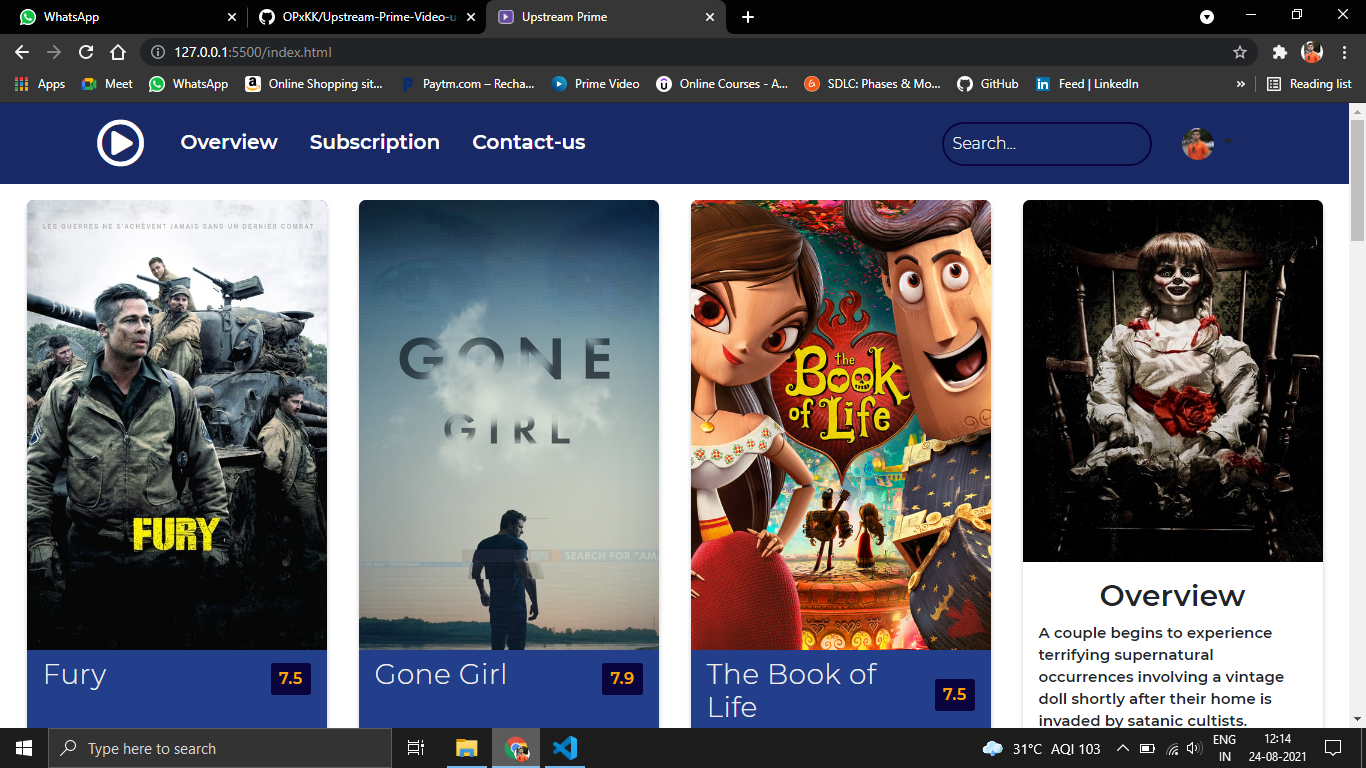 WhatsApp
OPxKK/Upstream-Prime-Video-u
Upstream Prime
127.0.0.1:5500/index.html
Apps
Meet
WhatsApp
Online Shopping sit...
Paytm.com – Recha...
Prime Video
Online Courses - A...
SDLC: Phases & Mo...
GitHub
Feed | LinkedIn
»
Reading list
Overview
Subscription
Contact-us
Search...
LES GUERRES NE S'ACHÈVENT JAMAIS SANS UN DERNIER COMBAT
FURY
GONE
GIRL
SEARCH FOR "AMA
the
Book
of Life
Fury
7.5
Gone Girl
7.9
The Book of
Life
7.5
Overview
A couple begins to experience
terrifying supernatural
occurrences involving a vintage
doll shortly after their home is
invaded by satanic cultists.
Type here to search
31°C AQI 103
ENG
IN
12:14
24-08-2021